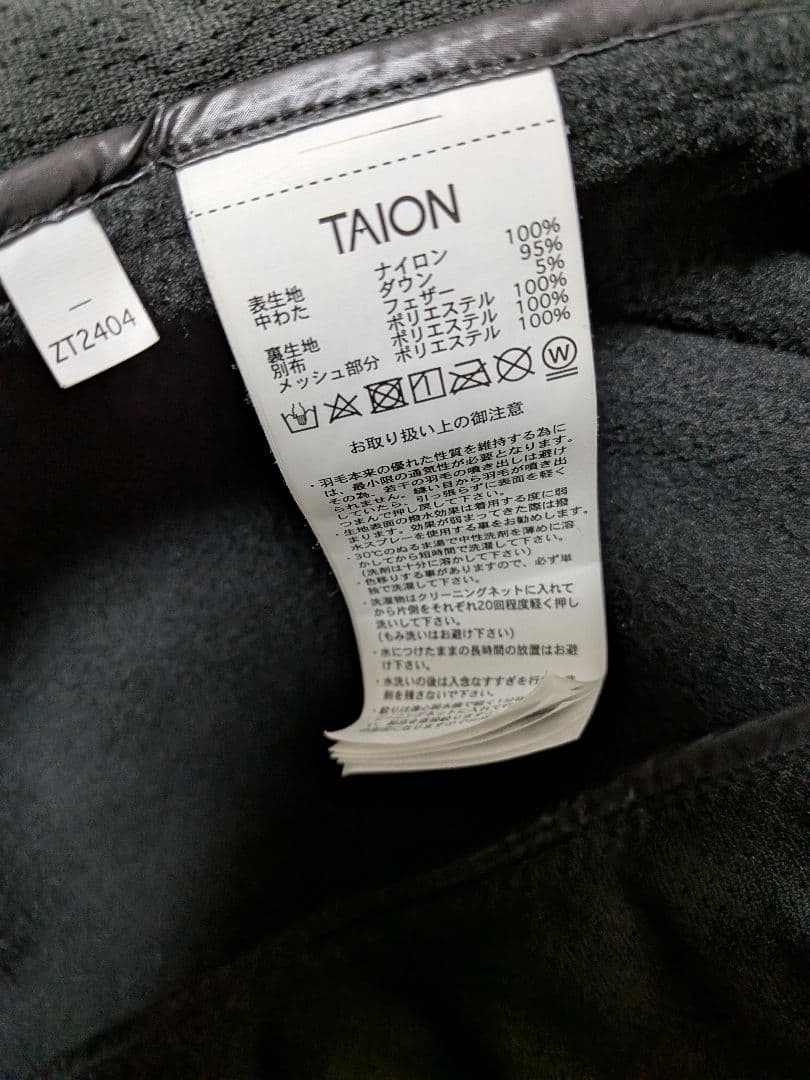 TAION
表生地 ナイロン 100%
中わた ダウン 95%
フェザー 5%
裏生地 ポリエステル 100%
別布 ポリエステル 100%
メッシュ部分 ポリエステル 100%
W
お取り扱い上の御注意
・羽毛本来の優れた性質を維持する為に
は、最小限の通気性が必要となります。
その為、若干の羽毛の噴き出しは避け
られません。縫い目から羽毛が噴き出
していたら、引っ張らずに表面を軽く
つまんで押し戻して下さい。
・生地表面の撥水効果は着用する度に弱
まります。効果が弱まってきた際は撥
水スプレーを使用する事をお勧めします。
・30℃のぬるま湯で中性洗剤を薄めに溶
かしてから短時間で洗濯して下さい。
(洗剤は十分に溶かして下さい)
・色移りする事がありますので、必ず単
独で洗濯して下さい。
・洗濯物はクリーニングネットに入れて
から片側をそれぞれ20回程度軽く押し
洗いして下さい。
(もみ洗いはお避け下さい)
・水につけたままの長時間の放置はお避
け下さい。
・水洗いの後は入念なすすぎを行い
剤を残さないで下さい。
ZT2404